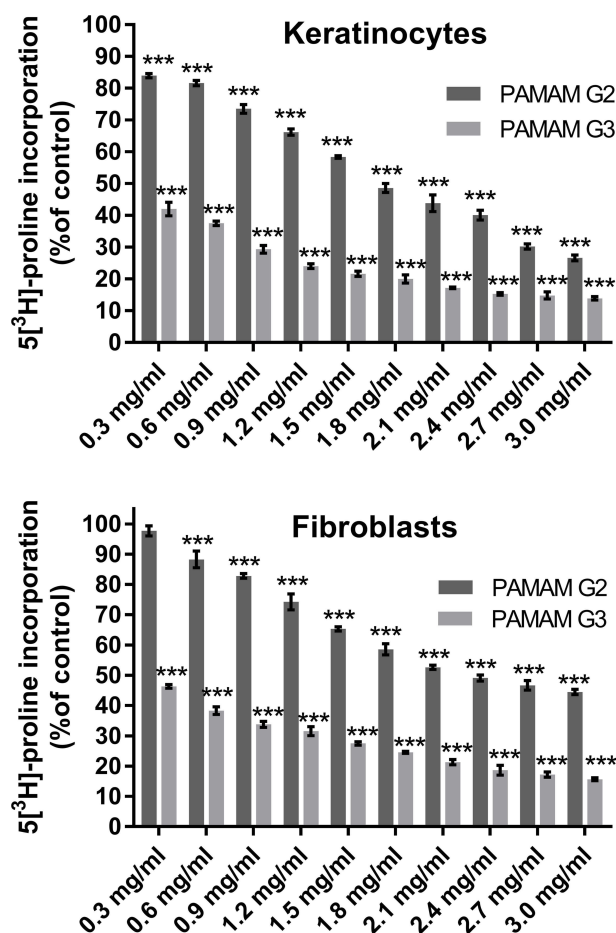 Keratinocytes
5[³H]-proline incorporation
(%of control)
100
90
80
70
60
50
40
30
20
10
0
PAMAM G2
PAMAM G3
*** *** *** *** *** *** *** *** *** ***
*** *** *** *** *** *** *** *** *** ***
0.3 mg/ml
0.6 mg/ml
0.9 mg/ml
1.2 mg/ml
1.5 mg/ml
1.8 mg/ml
2.1 mg/ml
2.4 mg/ml
2.7 mg/ml
3.0 mg/ml
Fibroblasts
5[³H]-proline incorporation
(%of control)
100
90
80
70
60
50
40
30
20
10
0
PAMAM G2
PAMAM G3
*** *** *** *** *** *** *** *** ***
*** *** *** *** *** *** *** *** *** ***
0.3 mg/ml
0.6 mg/ml
0.9 mg/ml
1.2 mg/ml
1.5 mg/ml
1.8 mg/ml
2.1 mg/ml
2.4 mg/ml
2.7 mg/ml
3.0 mg/ml